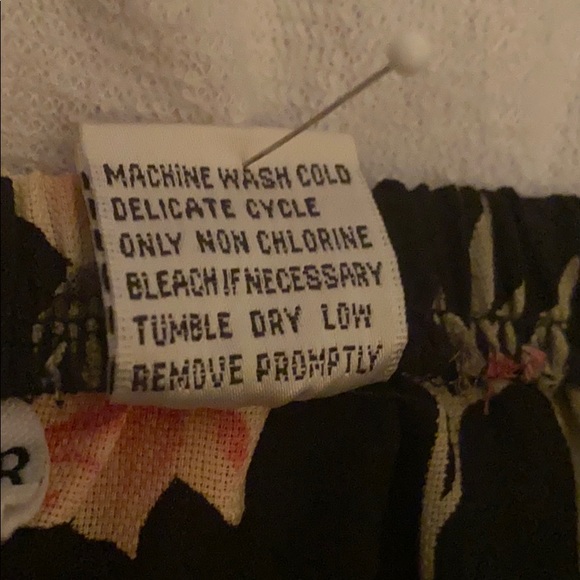 MACHINE WASH COLD
DELICATE CYCLE
ONLY NON CHLORINE
BLEACH IF NECESSARY
TUMBLE DRY LOW
REMOVE PROMPTLY
R